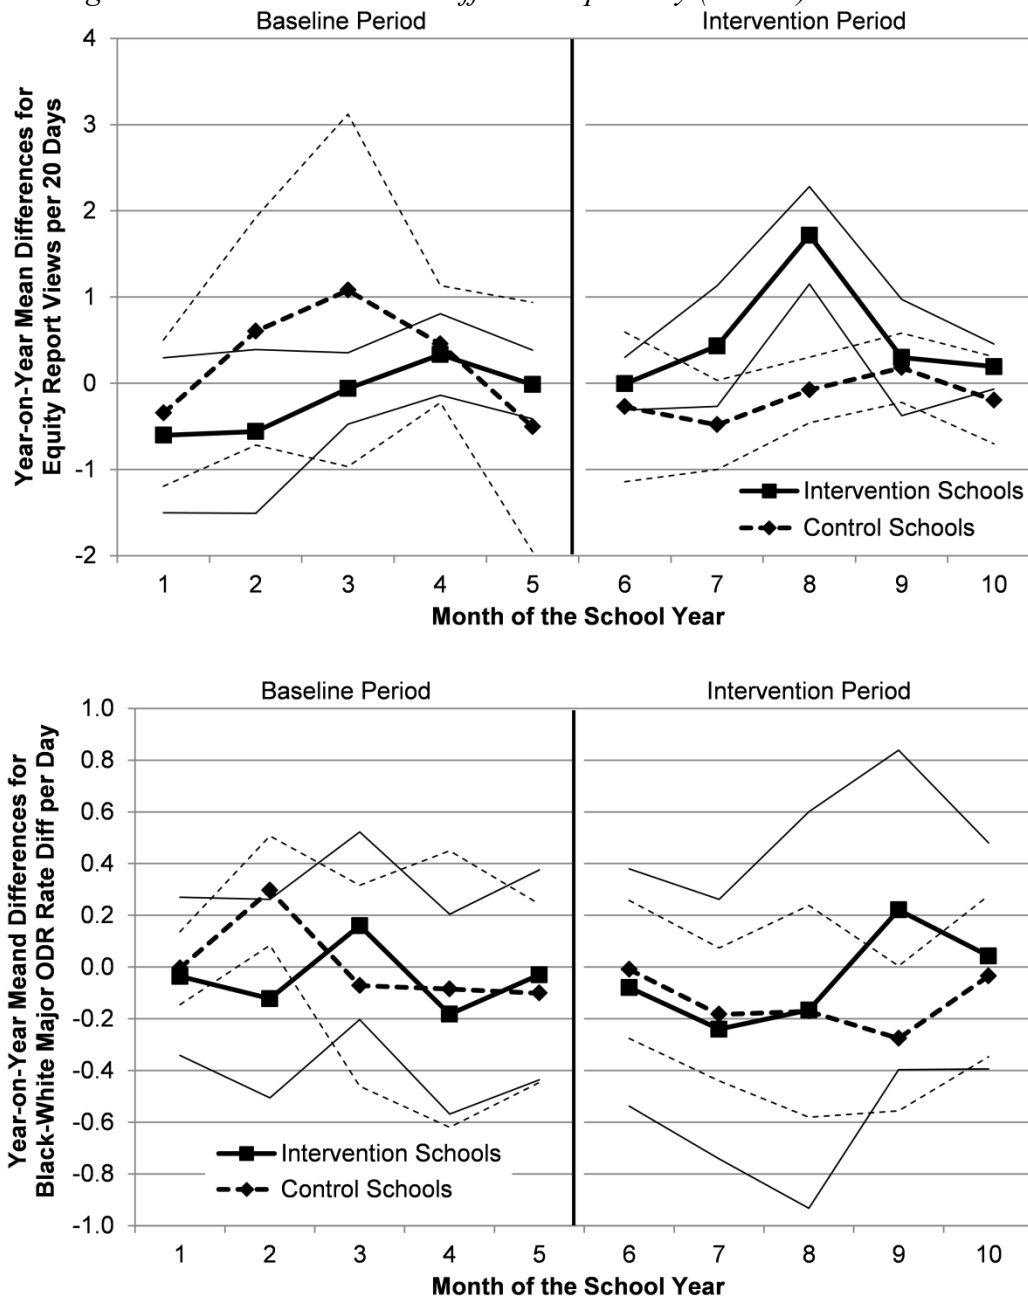 Baseline Period
Intervention Period
Year-on-Year Mean Differences for
Equity Report Views per 20 Days
4
3
2
1
0
-1
-2
Intervention Schools
Control Schools
1 2 3 4 5 6 7 8 9 10
Month of the School Year
Baseline Period
Intervention Period
Year-on-Year Meand Differences for
Black-White Major ODR Rate Diff per Day
1.0
0.8
0.6
0.4
0.2
0.0
-0.2
-0.4
-0.6
-0.8
-1.0
Intervention Schools
Control Schools
1 2 3 4 5 6 7 8 9 10
Month of the School Year